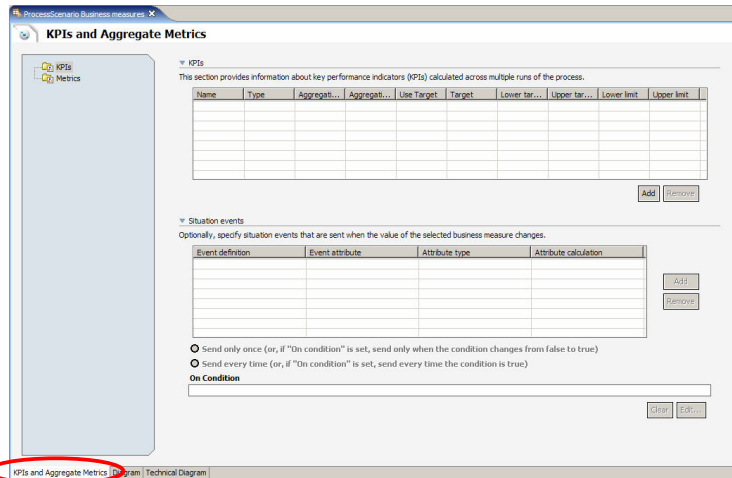 ProcessScenario Business measures
KPIs and Aggregate Metrics
KPIs
Metrics
KPIs
This section provides information about key performance indicators (KPIs) calculated across multiple runs of the process.
Name Type Aggregati... Aggregati... Use Target Target Lower tar... Upper tar... Lower limit Upper limit
Add Remove
Situation events
Optionally, specify situation events that are sent when the value of the selected business measure changes.
Event definition Event attribute Attribute type Attribute calculation
Add
Remove
Send only once (or, if "On condition" is set, send only when the condition changes from false to true)
Send every time (or, if "On condition" is set, send every time the condition is true)
On Condition
Clear Edit...
KPIs and Aggregate Metrics Diagram Technical Diagram